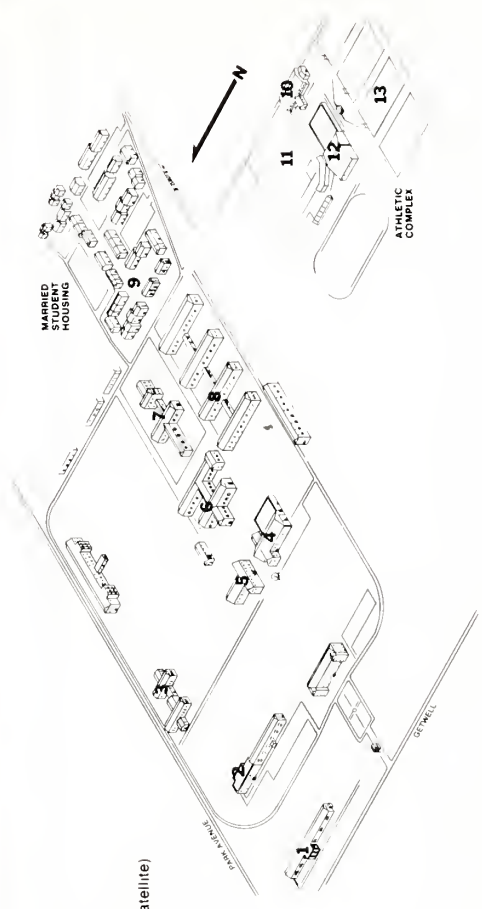 MARRIED
STUDENT
HOUSING
N
9
7
8
6
5
4
3
2
1
10
11
12
13
ATHLETIC
COMPLEX
PARK AVENUE
GETWELL
atellite)